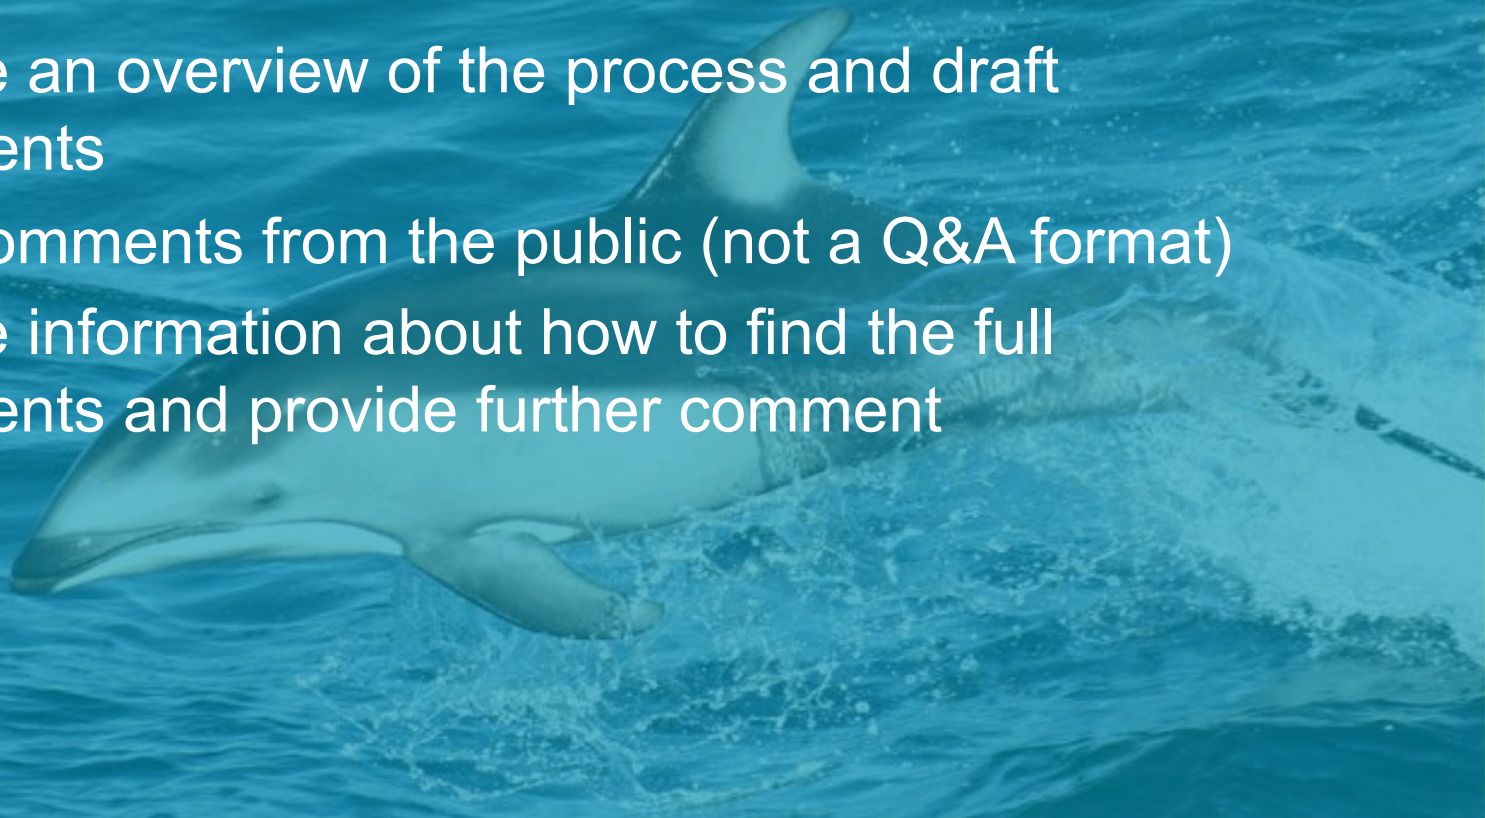 e an overview of the process and draft
ents
omments from the public (not a Q&A format)
e information about how to find the full
ents and provide further comment